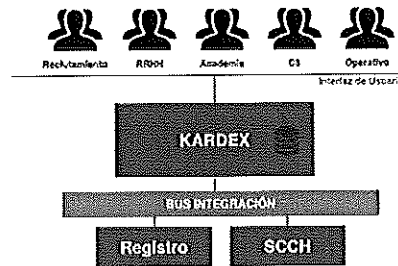 Reclutamiento RRHH Academia C3 Operativo
Interfaz de Usuari
KARDEX
BUS INTEGRACIÓN
Registro SCCH